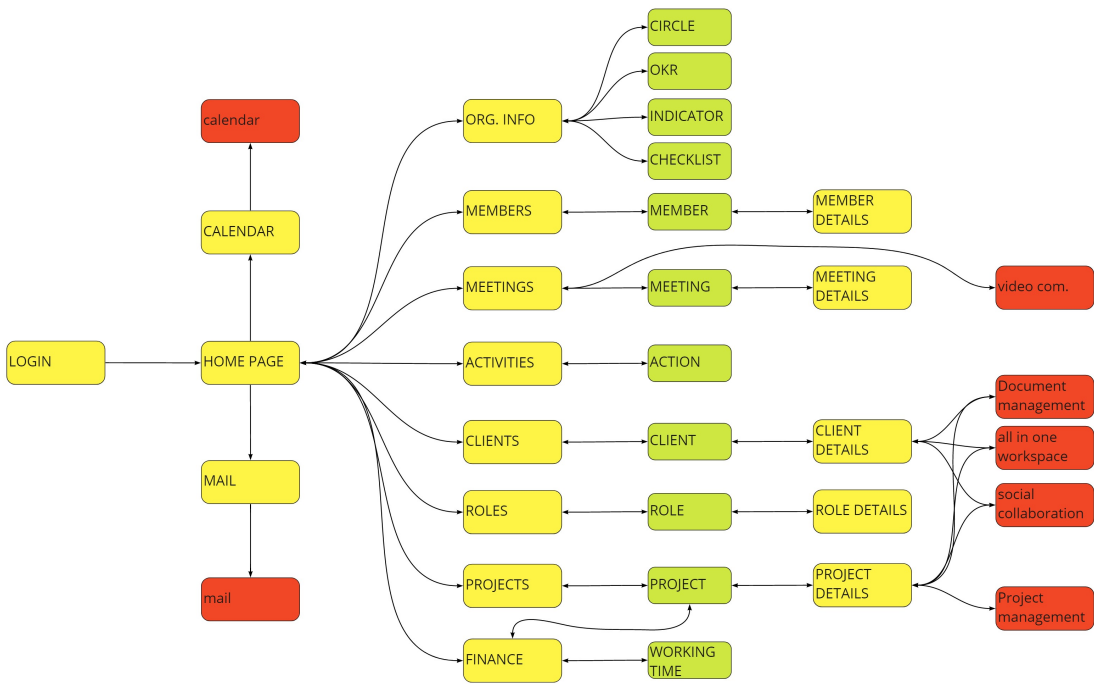 CIRCLE
OKR
calendar
ORG. INFO
INDICATOR
CHECKLIST
CALENDAR
MEMBERS
MEMBER
MEMBER
DETAILS
MEETINGS
MEETING
MEETING
DETAILS
video com.
LOGIN
HOME PAGE
ACTIVITIES
ACTION
Document
management
CLIENTS
CLIENT
CLIENT
DETAILS
all in one
workspace
MAIL
ROLES
ROLE
ROLE DETAILS
social
collaboration
mail
PROJECTS
PROJECT
PROJECT
DETAILS
Project
management
FINANCE
WORKING
TIME